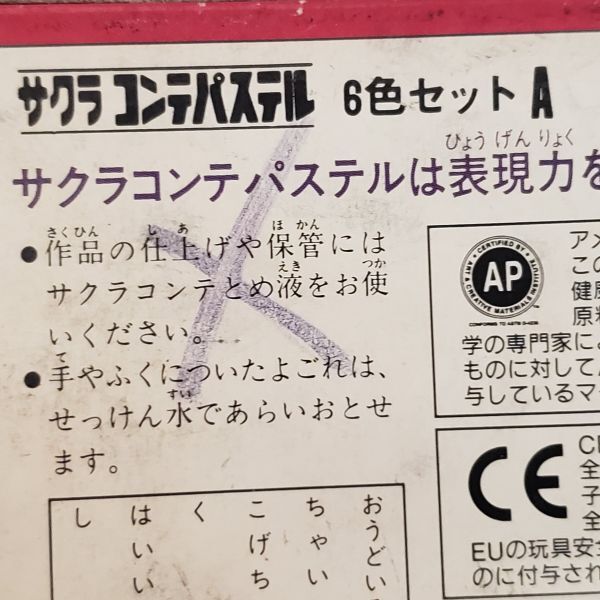 サクラ コンテパステル 6色セット A
ひょう げん りょく
サクラコンテパステルは表現力を
さくひん し あ ほ かん
●作品の仕上げや保管には
えき つか
サクラコンテとめ液をお使
いください。
て
●手やふくについたよごれは、
すい
せっけん水であらいおとせ
ます。
おうどい
ちゃい
こげち
く
はいい
し
CERTIFIED BY
ART & CREATIVE MATERIALS INSTITUTE
AP
CONFORMS TO ASTM D-4236
アメ
この
健康
原料
学の専門家によ
ものに対して
与しているマー
CE
CE
全
子
全
EUの玩具安全
のに付与され